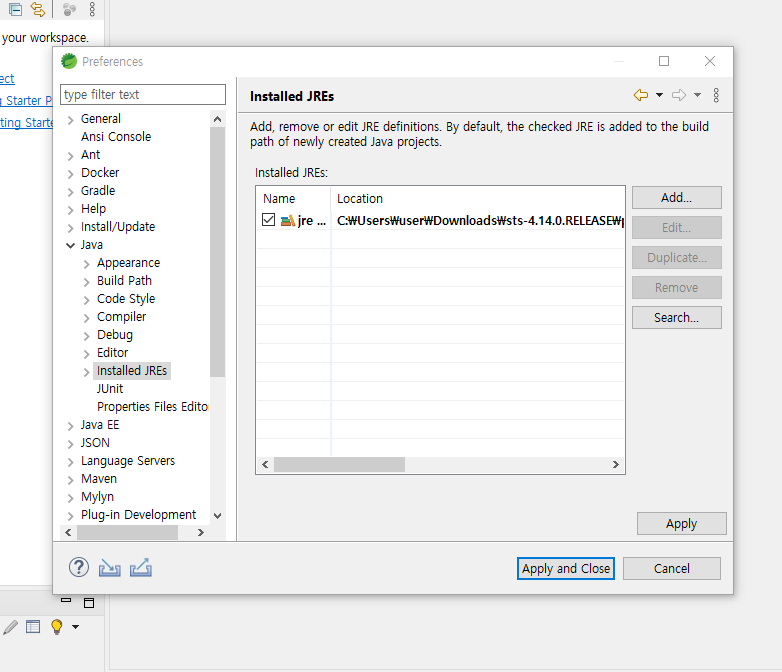 your workspace.
ect
Starter P
ting Starte
Preferences
type filter text
General
Ansi Console
Ant
Docker
Gradle
Help
Install/Update
Java
Appearance
Build Path
Code Style
Compiler
Debug
Editor
Installed JREs
JUnit
Properties Files Edito
Java EE
JSON
Language Servers
Maven
Mylyn
Plug-in Development
Installed JREs
Add, remove or edit JRE definitions. By default, the checked JRE is added to the build
path of newly created Java projects.
Installed JREs:
Name Location
jre ... C:₩Users₩user₩Downloads₩sts-4.14.0.RELEASE₩
Add...
Edit...
Duplicate...
Remove
Search...
Apply
Apply and Close
Cancel